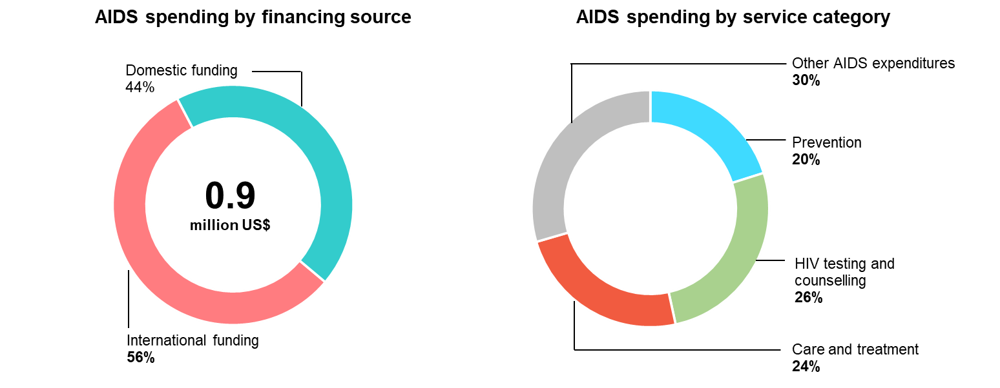 AIDS spending by financing source
Domestic funding
44%
0.9
million US$
International funding
56%
AIDS spending by service category
Other AIDS expenditures
30%
Prevention
20%
HIV testing and
counselling
26%
Care and treatment
24%